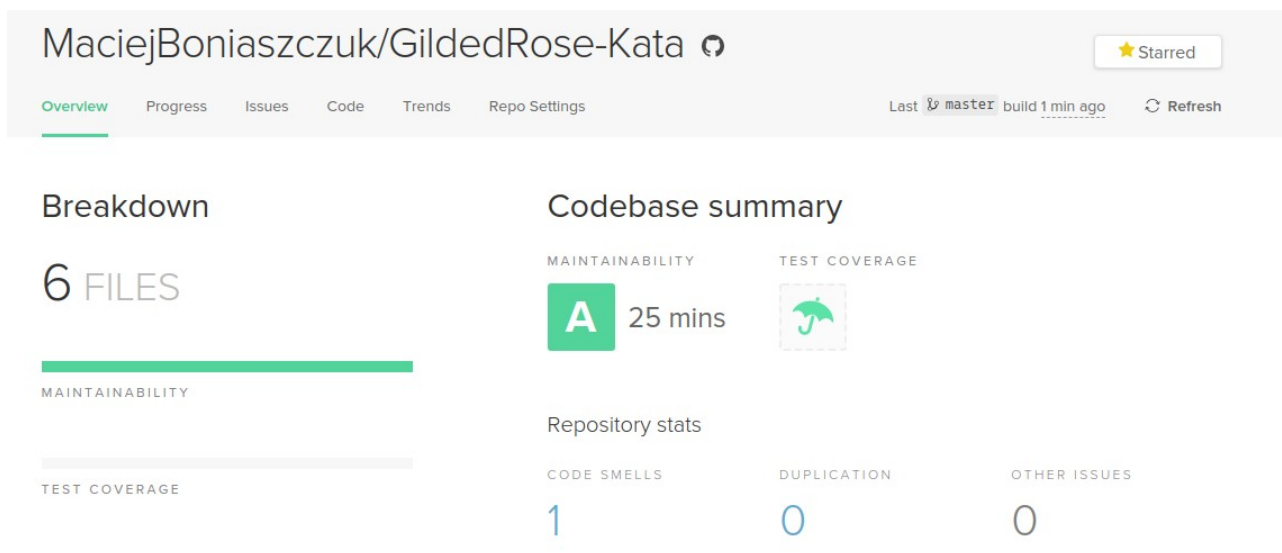 MaciejBoniaszczuk/GildedRose-Kata
Starred
Overview Progress Issues Code Trends Repo Settings Last master build 1 min ago Refresh
Breakdown
6 FILES
MAINTAINABILITY
TEST COVERAGE
Codebase summary
MAINTAINABILITY TEST COVERAGE
A 25 mins
Repository stats
CODE SMELLS DUPLICATION OTHER ISSUES
1 0 0